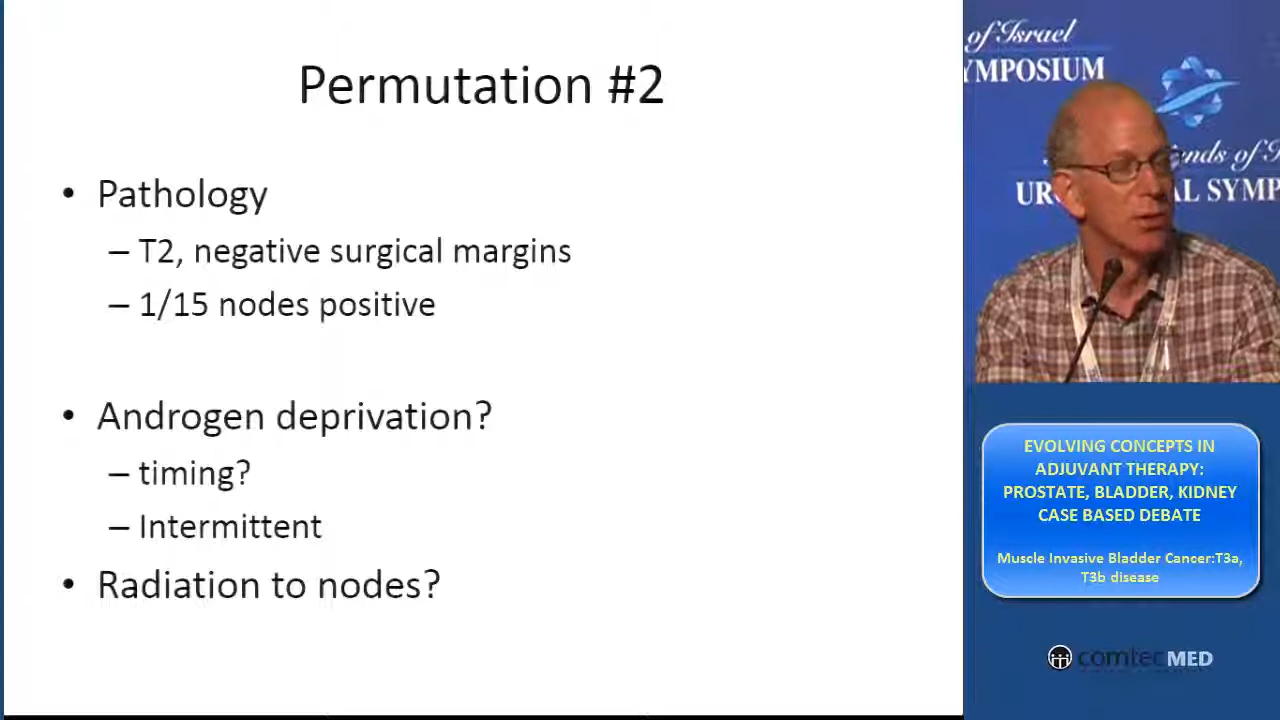 Permutation #2
• Pathology
– T2, negative surgical margins
– 1/15 nodes positive
• Androgen deprivation?
– timing?
– Intermittent
• Radiation to nodes?
of Israel
YMPOSIUM
ends of I
UR AL SYMP
EVOLVING CONCEPTS IN
ADJUVANT THERAPY:
PROSTATE, BLADDER, KIDNEY
CASE BASED DEBATE
Muscle Invasive Bladder Cancer:T3a,
T3b disease
comtecMED